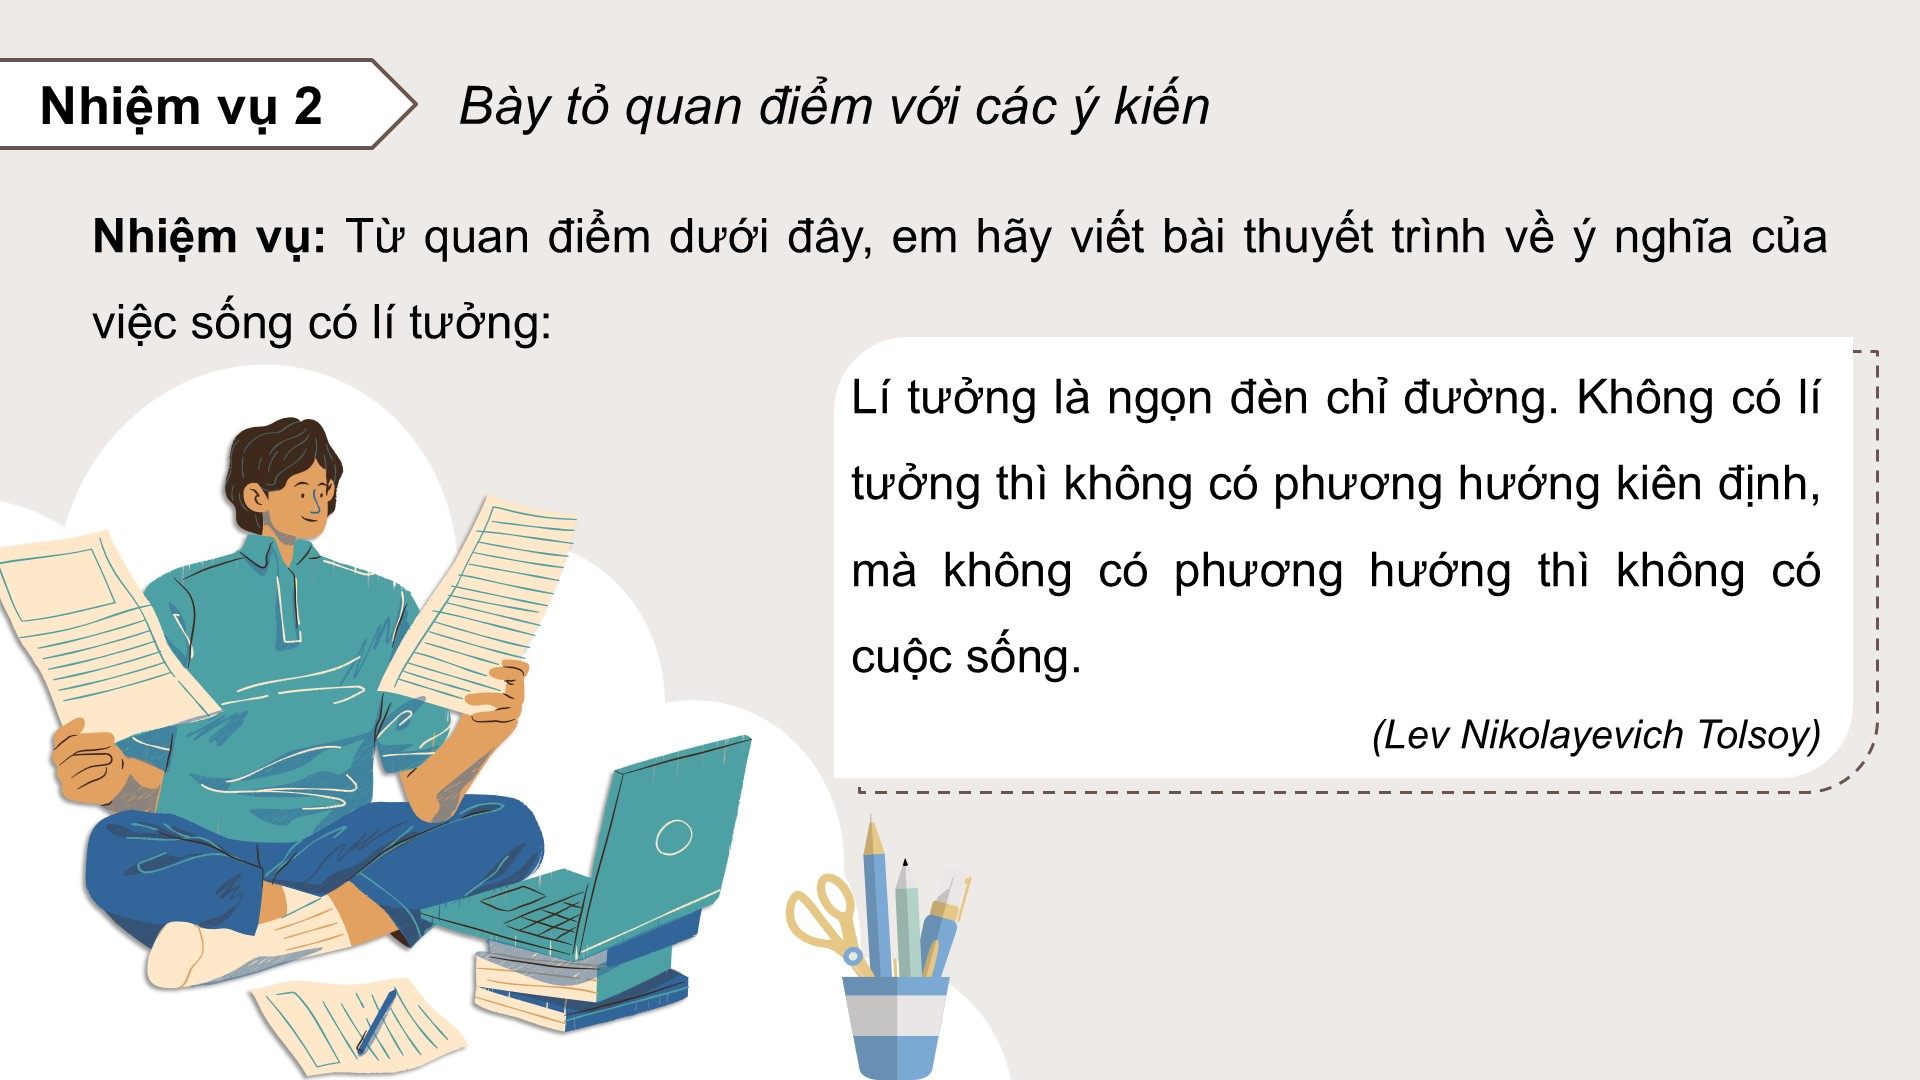 Nhiệm vụ 2
Bày tỏ quan điểm với các ý kiến
Nhiệm vụ: Từ quan điểm dưới đây, em hãy viết bài thuyết trình về ý nghĩa của
việc sống có lí tưởng:
Lí tưởng là ngọn đèn chỉ đường. Không có lí
tưởng thì không có phương hướng kiên định,
mà không có phương hướng thì không có
cuộc sống.
(Lev Nikolayevich Tolsoy)